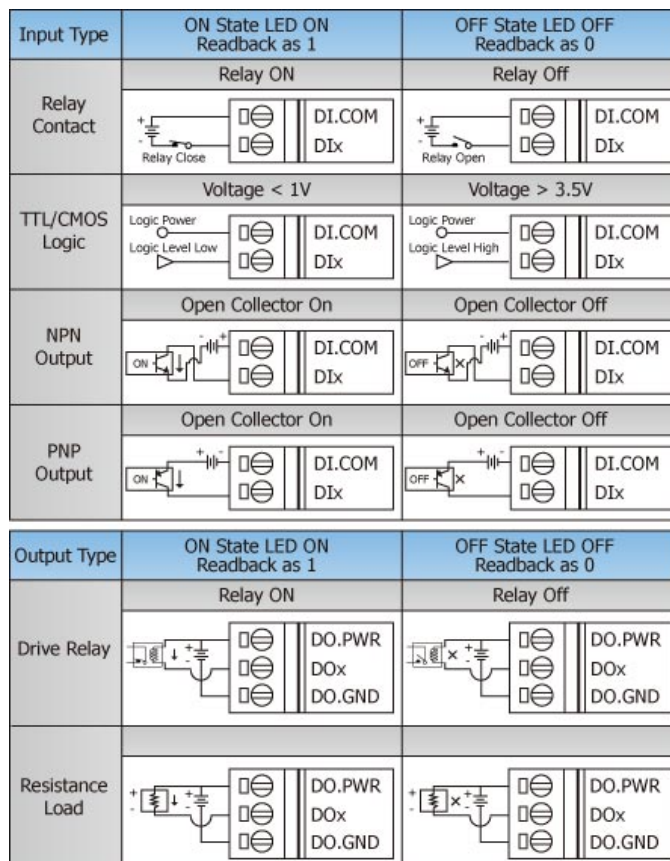 Input Type
ON State LED ON
Readback as 1
OFF State LED OFF
Readback as 0
Relay
Contact
Relay ON
Relay Off
+
-
Relay Close
DI.COM
DIx
+
-
Relay Open
DI.COM
DIx
TTL/CMOS
Logic
Voltage < 1V
Voltage > 3.5V
Logic Power
Logic Level Low
DI.COM
DIx
Logic Power
Logic Level High
DI.COM
DIx
NPN
Output
Open Collector On
Open Collector Off
ON
- +
DI.COM
DIx
OFF
×
- +
DI.COM
DIx
PNP
Output
Open Collector On
Open Collector Off
ON
+ -
DI.COM
DIx
OFF
×
+ -
DI.COM
DIx
Output Type
ON State LED ON
Readback as 1
OFF State LED OFF
Readback as 0
Drive Relay
Relay ON
Relay Off
+
-
DO.PWR
DOx
DO.GND
×
+
-
DO.PWR
DOx
DO.GND
Resistance
Load
+
-
+
-
DO.PWR
DOx
DO.GND
+
-
×
+
-
DO.PWR
DOx
DO.GND